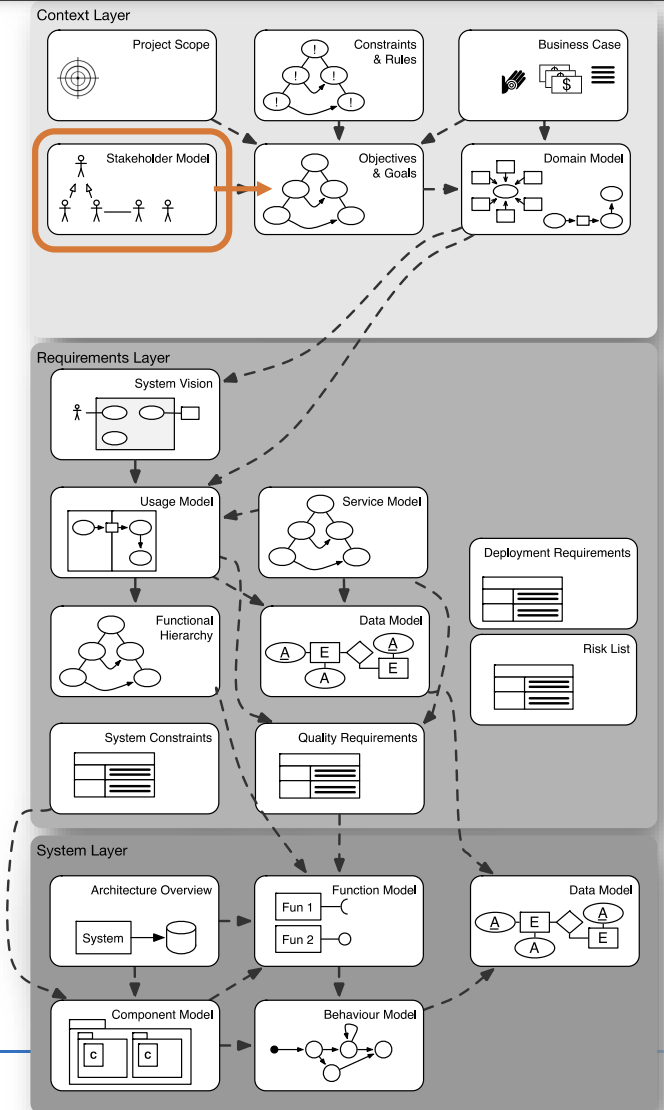 Context Layer
Project Scope
Constraints
& Rules
!
!
!
!
!
Business Case
$
Stakeholder Model
Objectives
& Goals
Domain Model
Requirements Layer
System Vision
Usage Model
Service Model
Deployment Requirements
Functional
Hierarchy
Data Model
A
E
A
A
E
Risk List
System Constraints
Quality Requirements
System Layer
Architecture Overview
System
Function Model
Fun 1
Fun 2
Data Model
A
E
A
A
E
Component Model
C
C
Behaviour Model